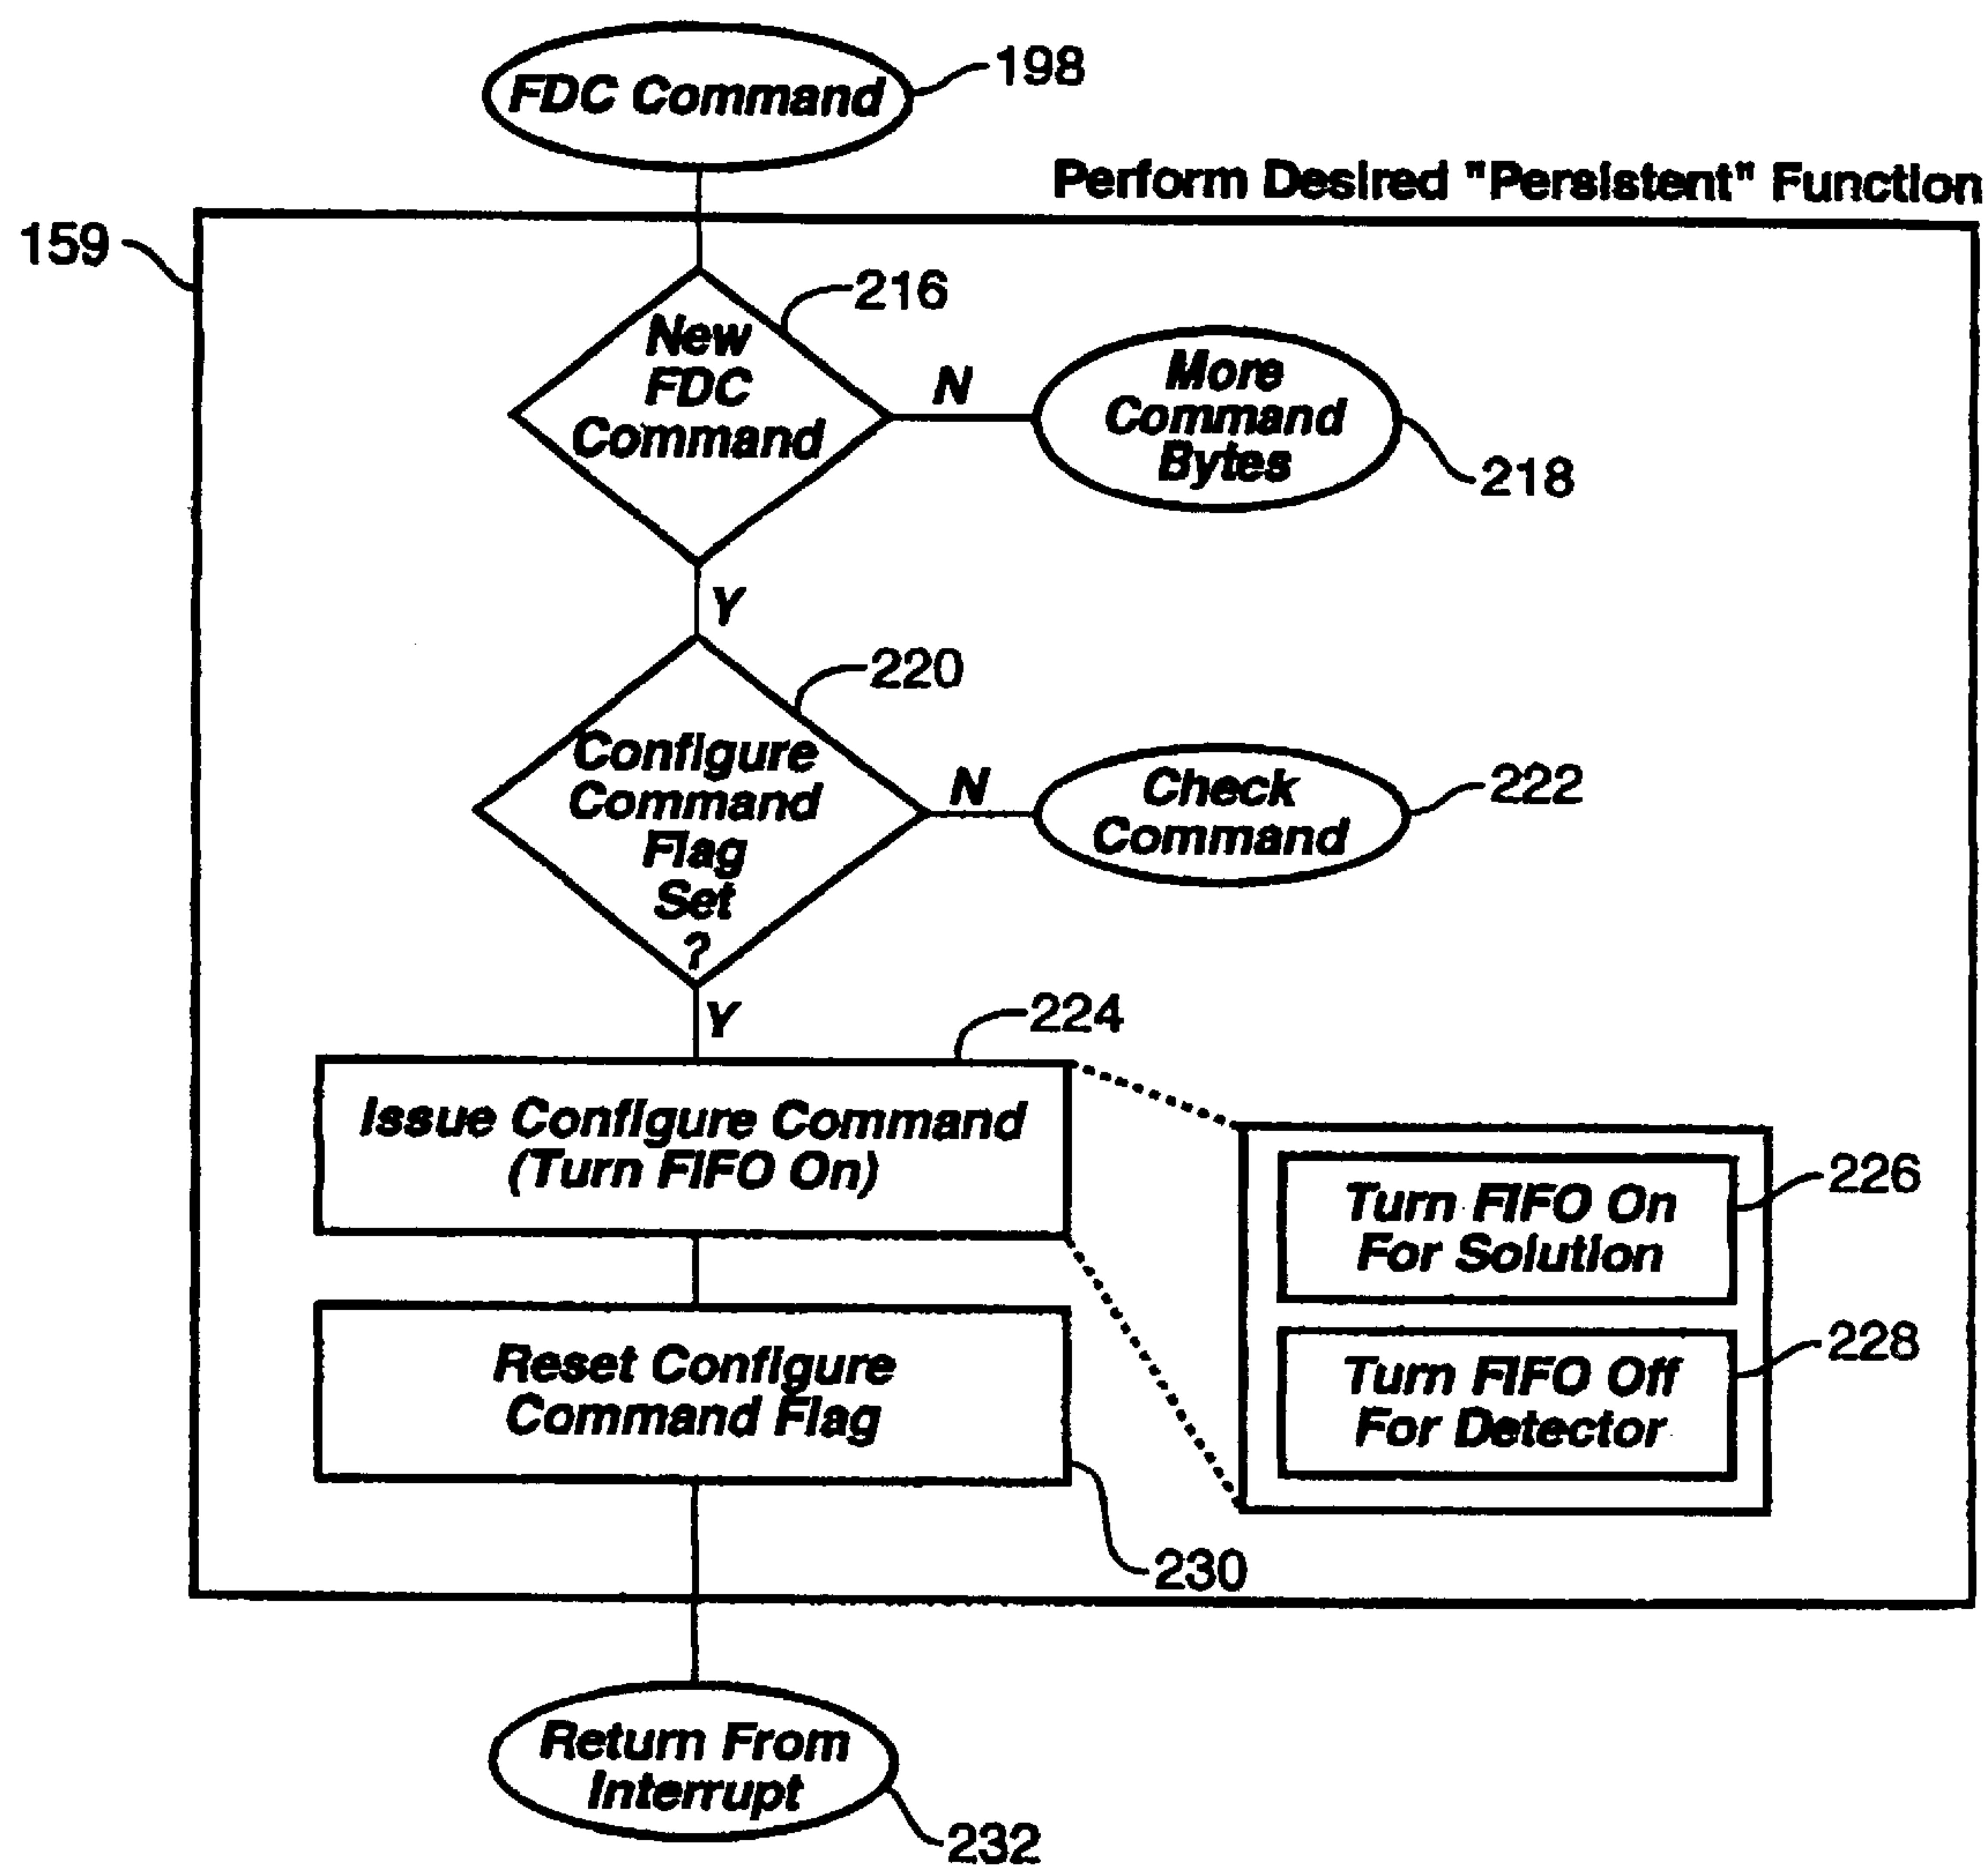 FDC Command
198
Perform Desired "Persistent" Function
159
216
New
FDC
Command
N
More
Command
Bytes
218
Y
220
Configure
Command
Flag
Set
?
N
Check
Command
222
Y
224
Issue Configure Command
(Turn FIFO On)
226
Turn FIFO On
For Solution
228
Turn FIFO Off
For Detector
Reset Configure
Command Flag
230
Return From
Interrupt
232